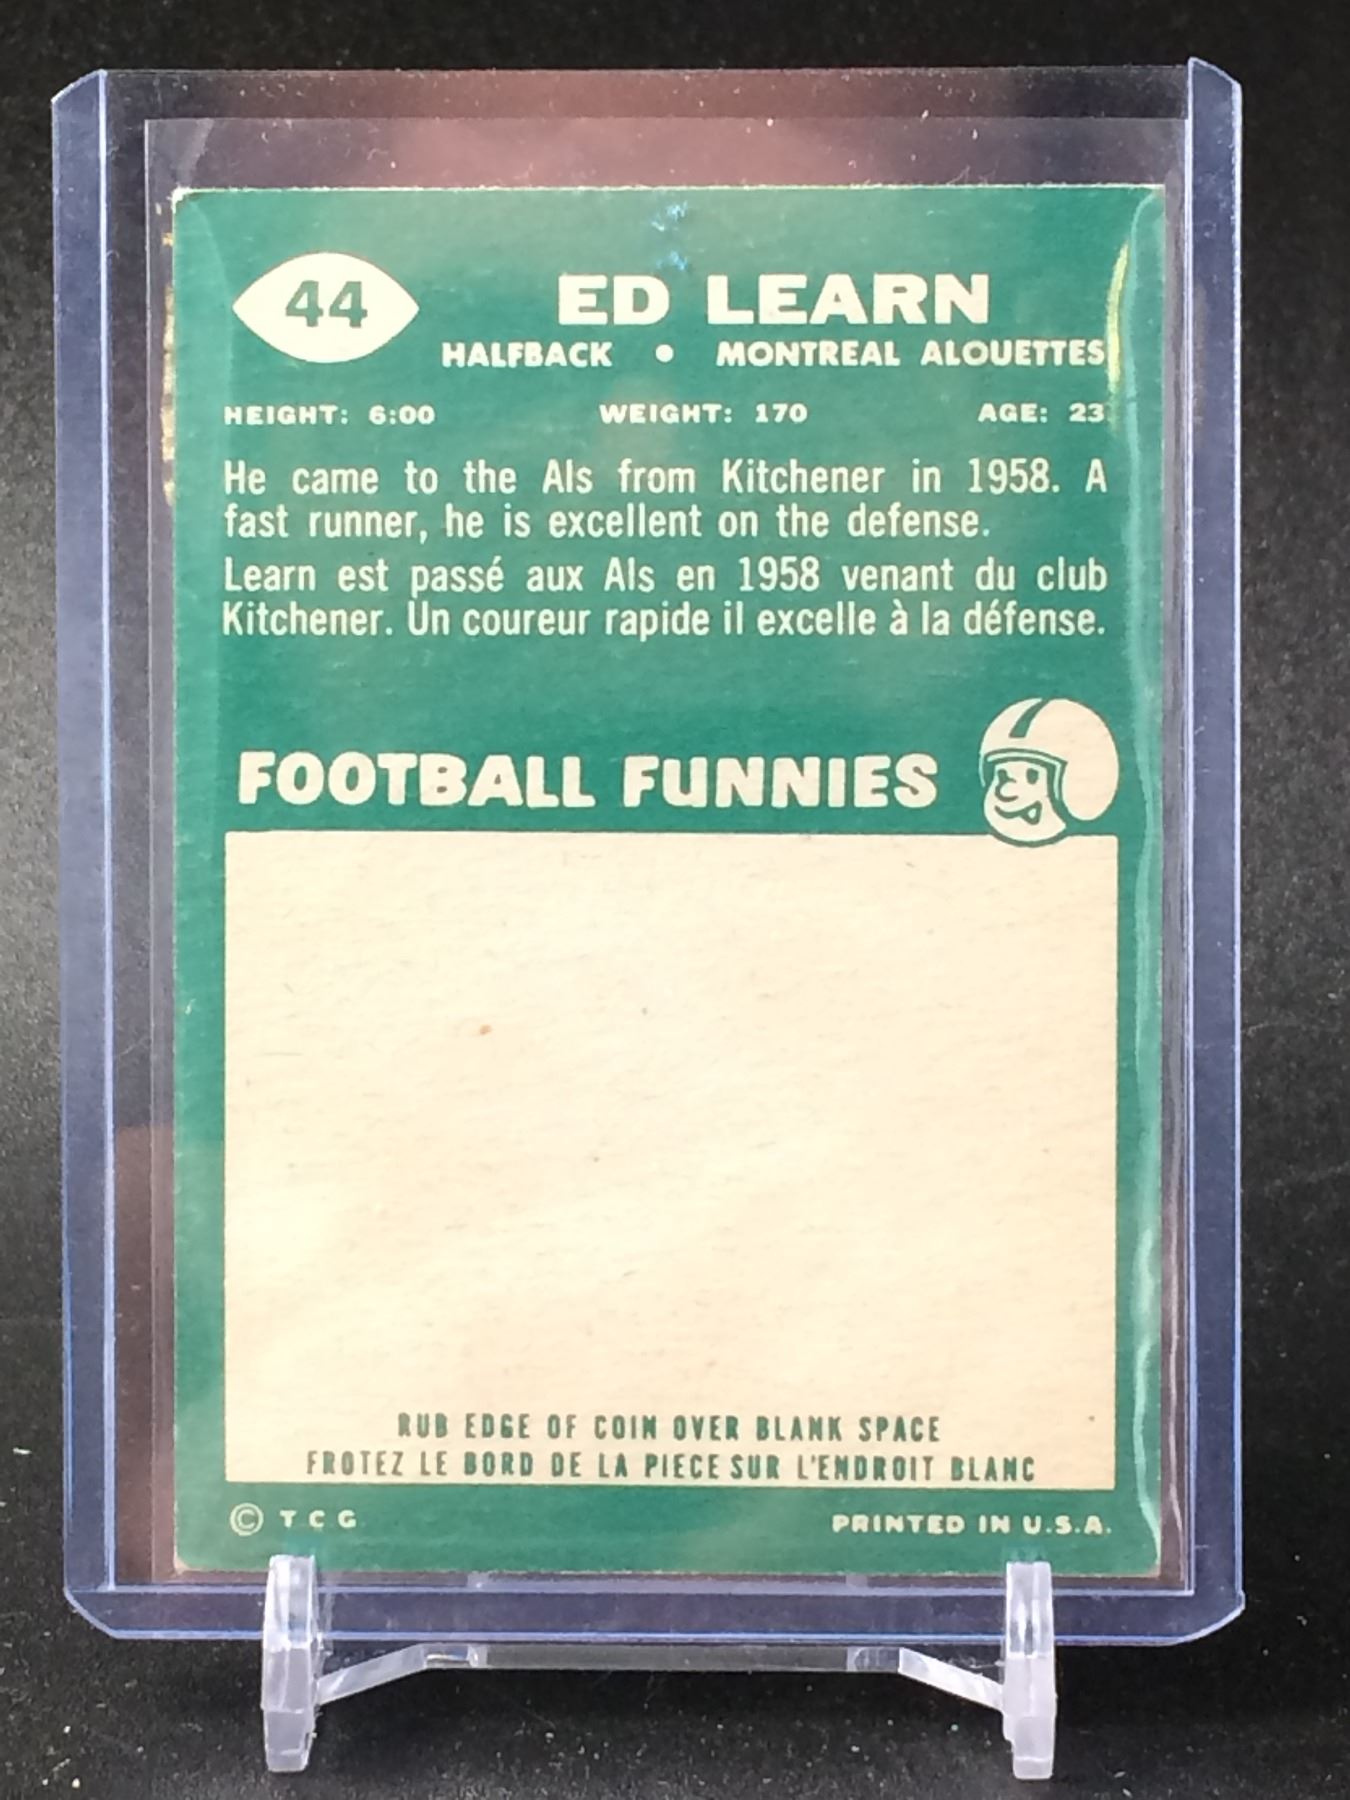 44
ED LEARN
HALFBACK • MONTREAL ALOUETTES
HEIGHT: 6:00 WEIGHT: 170 AGE: 23
He came to the Als from Kitchener in 1958. A
fast runner, he is excellent on the defense.
Learn est passé aux Als en 1958 venant du club
Kitchener. Un coureur rapide il excelle à la défense.
FOOTBALL FUNNIES
RUB EDGE OF COIN OVER BLANK SPACE
FROTEZ LE BORD DE LA PIECE SUR L'ENDROIT BLANC
© T.C.G. PRINTED IN U.S.A.